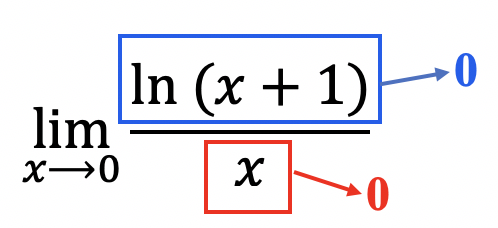 ln (x + 1) 0
lim
x⟶0
x 0